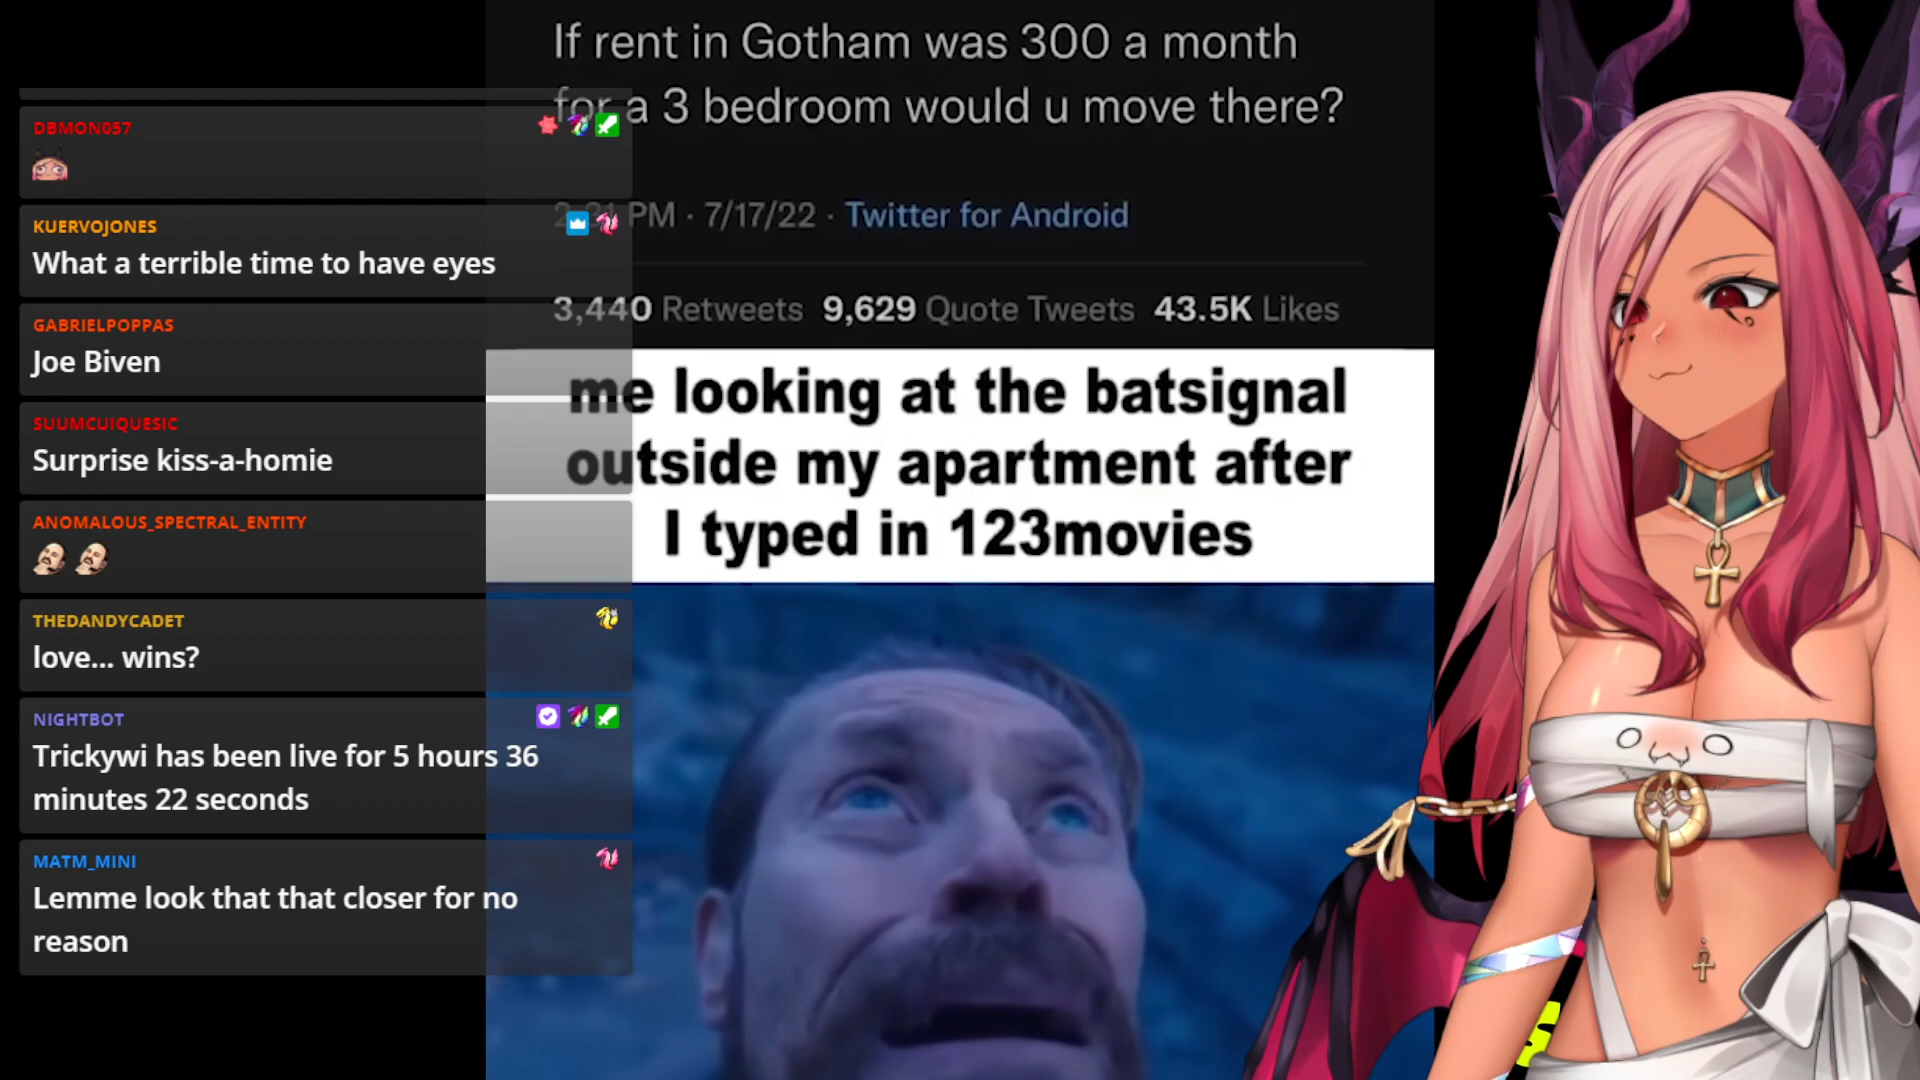 DBMON057
KUERVOJONES
What a terrible time to have eyes
GABRIELPOPPAS
Joe Biven
SUUMCUIQUESIC
Surprise kiss-a-homie
ANOMALOUS_SPECTRAL_ENTITY
THEDANDYCADET
love... wins?
NIGHTBOT
Trickywi has been live for 5 hours 36
minutes 22 seconds
MATM_MINI
Lemme look that that closer for no
reason
If rent in Gotham was 300 a month
for a 3 bedroom would u move there?
PM · 7/17/22 · Twitter for Android
3,440 Retweets 9,629 Quote Tweets 43.5K Likes
me looking at the batsignal
outside my apartment after
I typed in 123movies